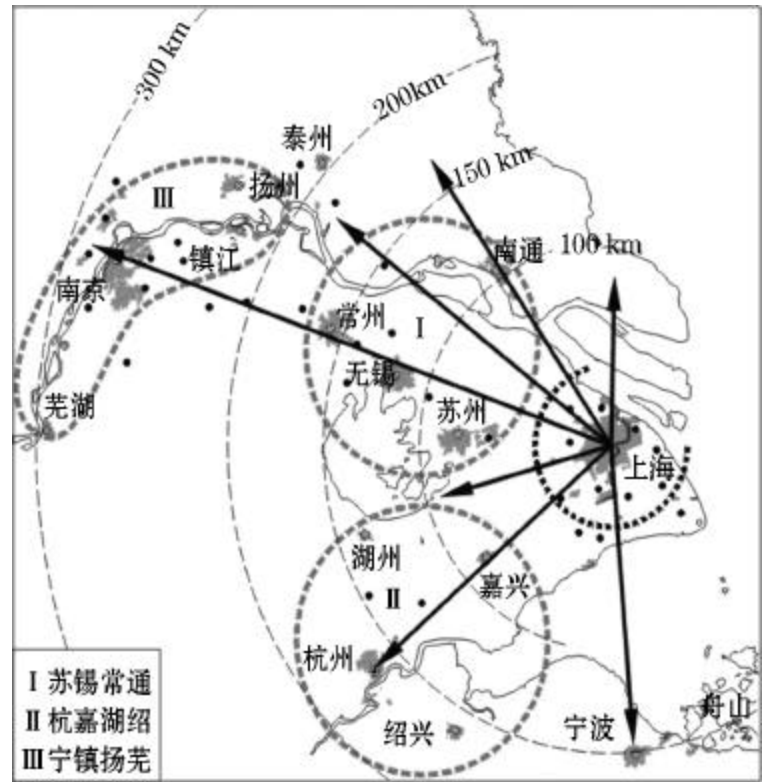 300 km
200km
150 km
100 km
泰州
扬州
Ⅲ
南通
镇江
南京
常州
Ⅰ
无锡
芜湖
苏州
上海
湖州
嘉兴
Ⅱ
杭州
绍兴
宁波
舟山
Ⅰ 苏锡常通
Ⅱ 杭嘉湖绍
Ⅲ 宁镇扬芜